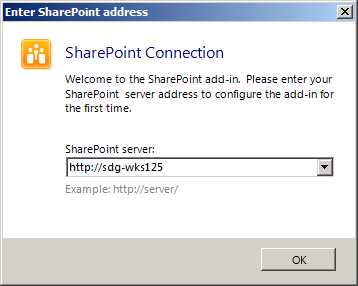 Enter SharePoint address
SharePoint Connection
Welcome to the SharePoint add-in. Please enter your
SharePoint server address to configure the add-in for
the first time.
SharePoint server:
http://sdg-wks125
Example: http://server/
OK